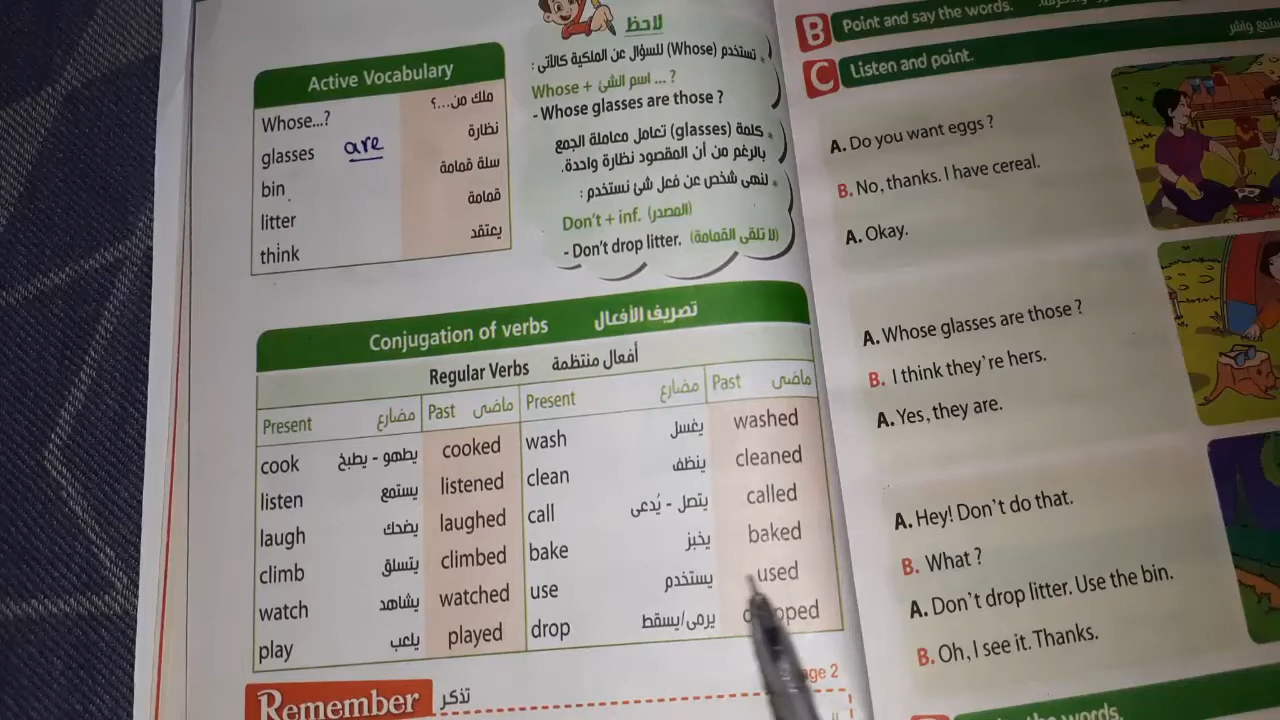 Active Vocabulary
Whose...? ملك من...؟
glasses are نظارة
bin سلة قمامة
litter قمامة
think يعتقد
لاحظ
* تستخدم (Whose) للسؤال عن الملكية كالآتى :
Whose + اسم الشئ ... ?
- Whose glasses are those ?
* كلمة (glasses) تعامل معاملة الجمع
بالرغم من أن المقصود نظارة واحدة.
* لنهى شخص عن فعل شئ نستخدم :
Don't + inf. (المصدر)
- Don't drop litter. (لا تلقى القمامة)
Conjugation of verbs تصريف الأفعال
Regular Verbs أفعال منتظمة
Present مضارع Past ماضى Present مضارع Past ماضى
cook يطهو - يطبخ cooked wash يغسل washed
listen يستمع listened clean ينظف cleaned
laugh يضحك laughed call يتصل - يُدعى called
climb يتسلق climbed bake يخبز baked
watch يشاهد watched use يستخدم used
play يلعب played drop يرمى/يسقط
Remember تذكر
2
B Point and say the words.
C Listen and point.
A. Do you want eggs ?
B. No, thanks. I have cereal.
A. Okay.
A. Whose glasses are those ?
B. I think they're hers.
A. Yes, they are.
A. Hey! Don't do that.
B. What ?
A. Don't drop litter. Use the bin.
B. Oh, I see it. Thanks.
the words.